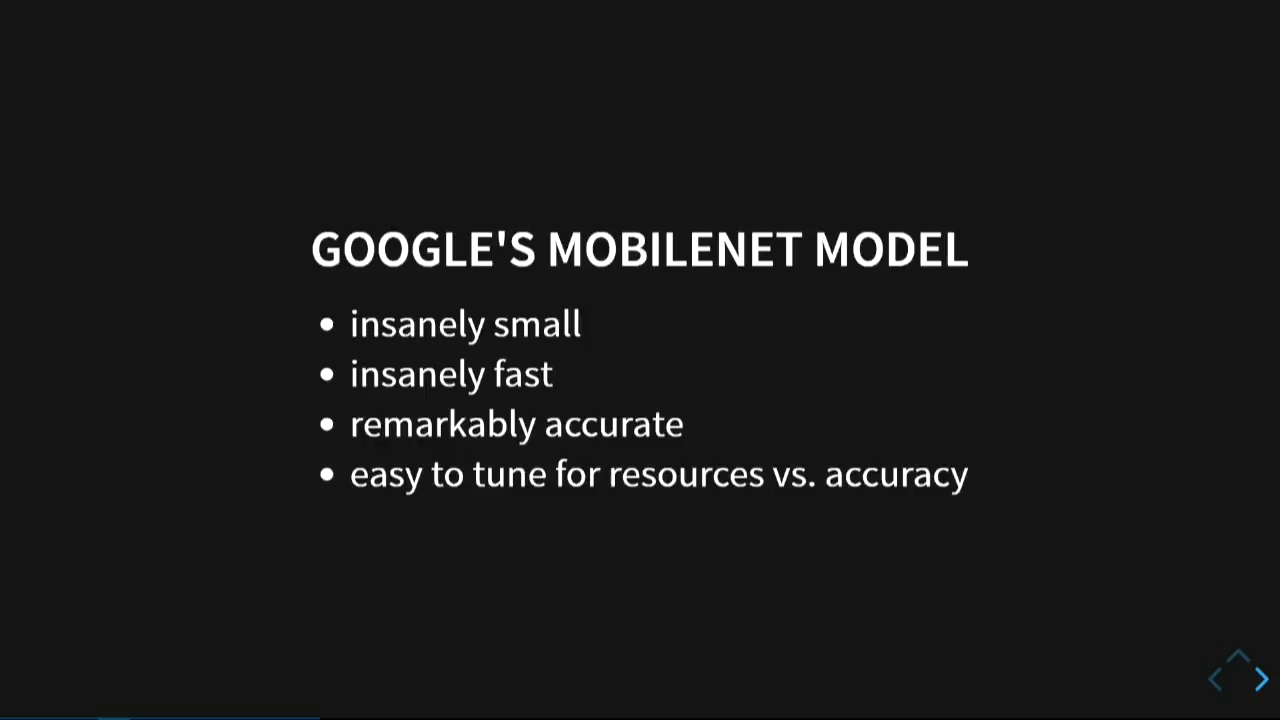 GOOGLE'S MOBILENET MODEL
• insanely small
• insanely fast
• remarkably accurate
• easy to tune for resources vs. accuracy